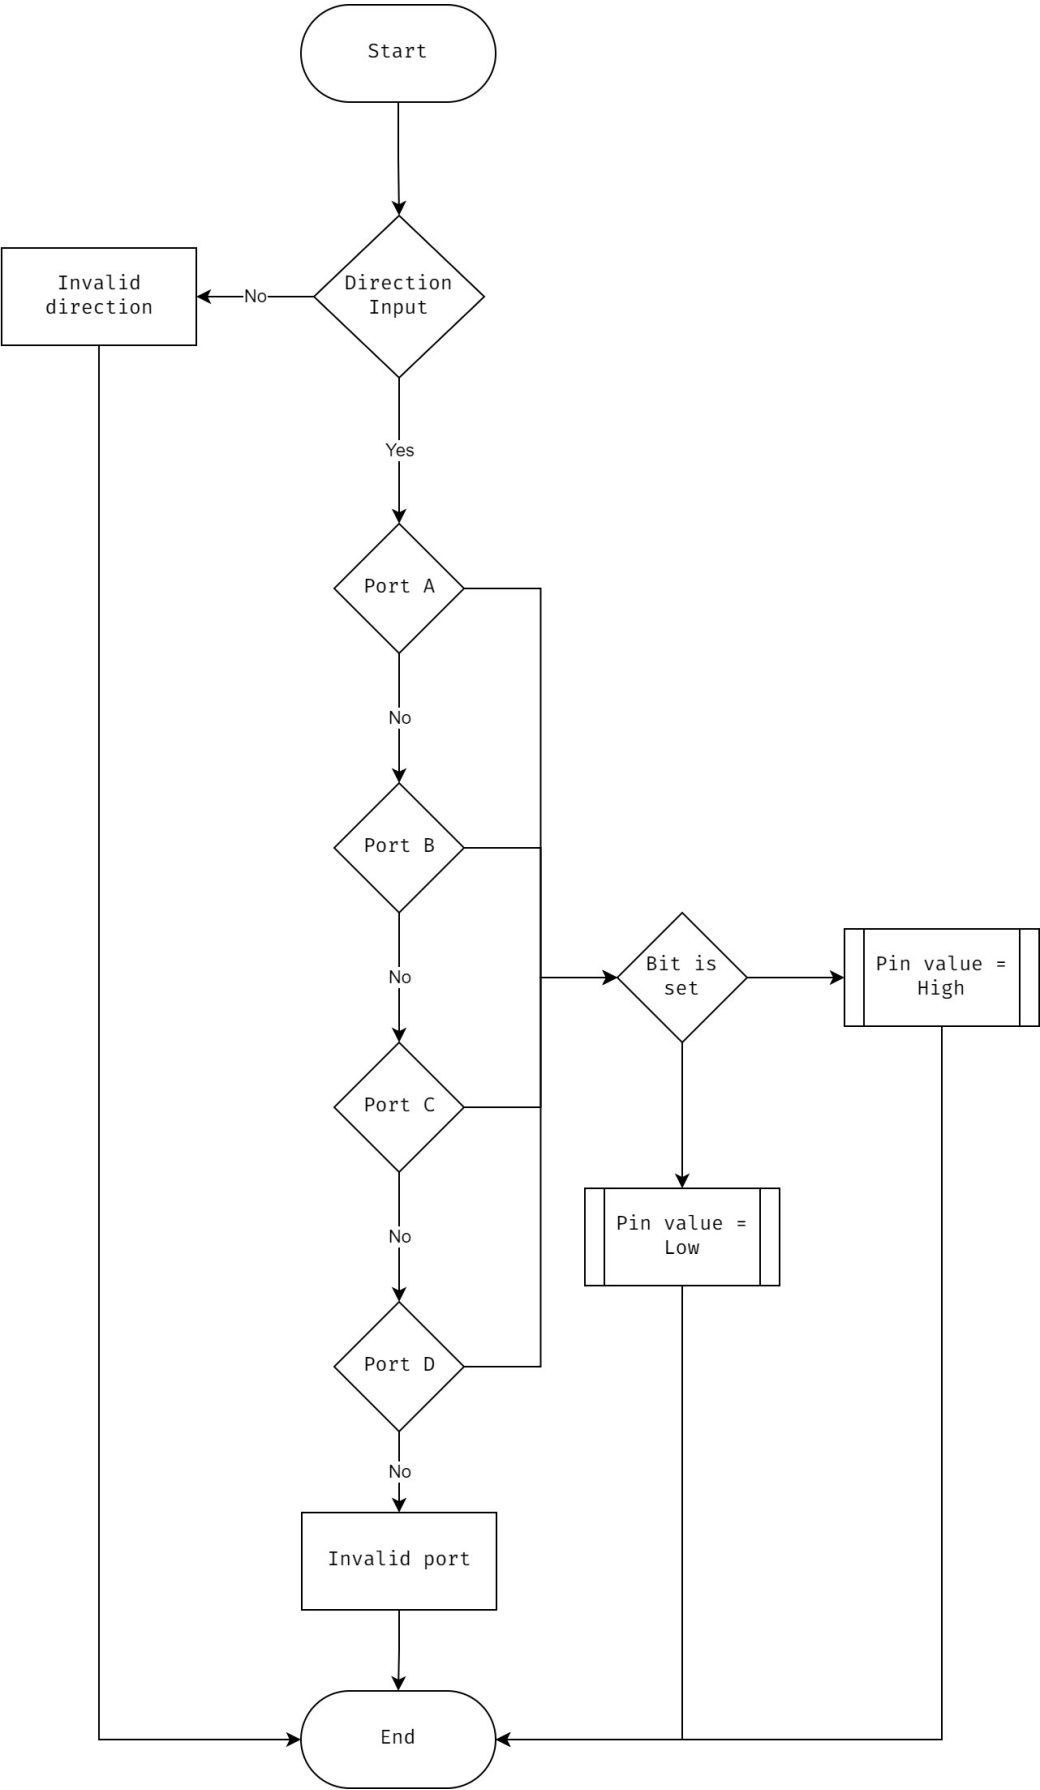 Start
Direction
Input
No
Invalid
direction
Yes
Port A
No
Port B
No
Bit is
set
Pin value =
High
Port C
No
Pin value =
Low
Port D
No
Invalid port
End